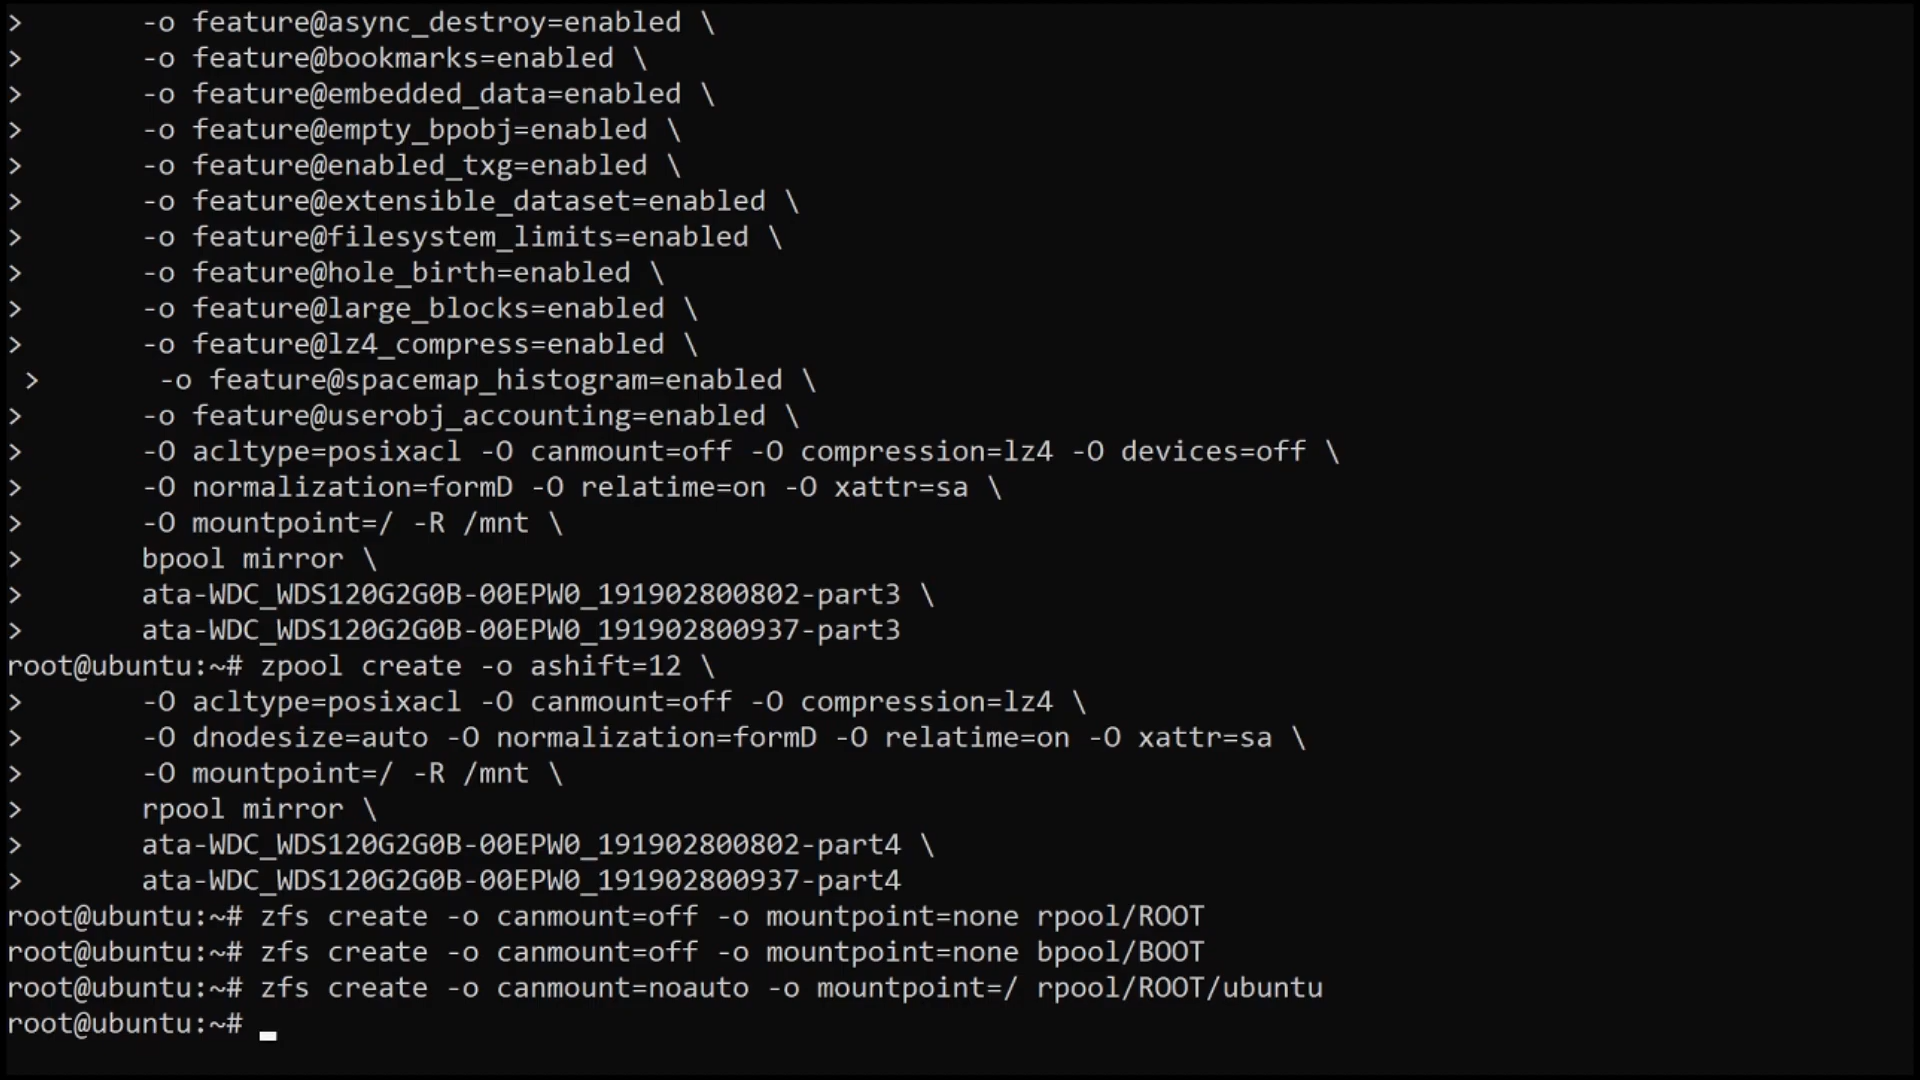 >       -o feature@async_destroy=enabled \
>       -o feature@bookmarks=enabled \
>       -o feature@embedded_data=enabled \
>       -o feature@empty_bpobj=enabled \
>       -o feature@enabled_txg=enabled \
>       -o feature@extensible_dataset=enabled \
>       -o feature@filesystem_limits=enabled \
>       -o feature@hole_birth=enabled \
>       -o feature@large_blocks=enabled \
>       -o feature@lz4_compress=enabled \
 >       -o feature@spacemap_histogram=enabled \
>       -o feature@userobj_accounting=enabled \
>       -O acltype=posixacl -O canmount=off -O compression=lz4 -O devices=off \
>       -O normalization=formD -O relatime=on -O xattr=sa \
>       -O mountpoint=/ -R /mnt \
>       bpool mirror \
>       ata-WDC_WDS120G2G0B-00EPW0_191902800802-part3 \
>       ata-WDC_WDS120G2G0B-00EPW0_191902800937-part3
root@ubuntu:~# zpool create -o ashift=12 \
>       -O acltype=posixacl -O canmount=off -O compression=lz4 \
>       -O dnodesize=auto -O normalization=formD -O relatime=on -O xattr=sa \
>       -O mountpoint=/ -R /mnt \
>       rpool mirror \
>       ata-WDC_WDS120G2G0B-00EPW0_191902800802-part4 \
>       ata-WDC_WDS120G2G0B-00EPW0_191902800937-part4
root@ubuntu:~# zfs create -o canmount=off -o mountpoint=none rpool/ROOT
root@ubuntu:~# zfs create -o canmount=off -o mountpoint=none bpool/BOOT
root@ubuntu:~# zfs create -o canmount=noauto -o mountpoint=/ rpool/ROOT/ubuntu
root@ubuntu:~#